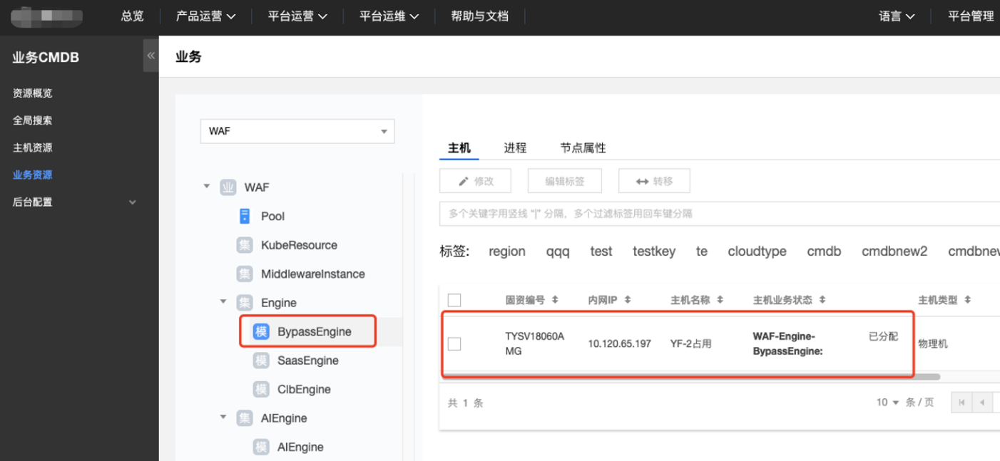 总览 产品运营 平台运营 平台运维 帮助与文档 语言 平台管理
业务CMDB
«
业务
资源概览
全局搜索
主机资源
业务资源
后台配置
WAF
业 WAF
Pool
集 KubeResource
集 MiddlewareInstance
集 Engine
模 BypassEngine
模 SaasEngine
模 ClbEngine
集 AIEngine
模 AIEngine
主机 进程 节点属性
修改 编辑标签 转移
多个关键字用竖线 “|” 分隔，多个过滤标签用回车键分隔
标签: region qqq test testkey te cloudtype cmdb cmdbnew2 cmdbnew
固资编号 内网IP 主机名称 主机业务状态 主机类型
TYSV18060A
MG
10.120.65.197 YF-2占用
WAF-Engine-
BypassEngine:
已分配
物理机
共 1 条
10 条 / 页